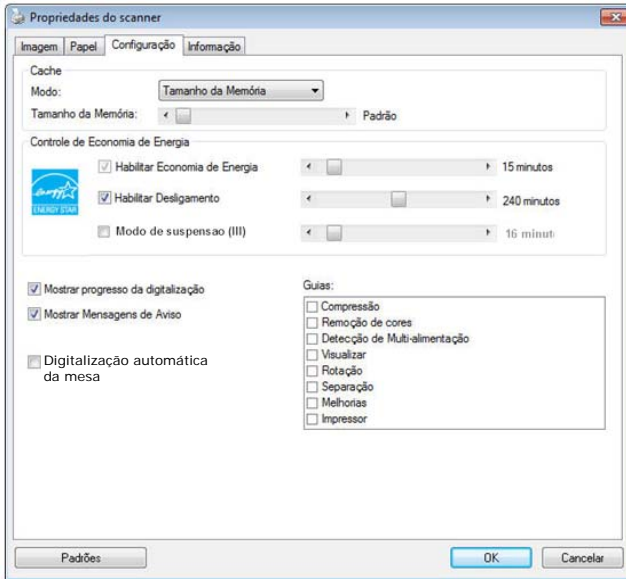 Propriedades do scanner
Imagem Papel Configuração Informação
Cache
Modo: Tamanho da Memória
Tamanho da Memória: Padrão
Controle de Economia de Energia
Habilitar Economia de Energia 15 minutos
Habilitar Desligamento 240 minutos
Modo de suspensao (III) 16 minut
energy
ENERGY STAR
Mostrar progresso da digitalização
Mostrar Mensagens de Aviso
Digitalização automática
da mesa
Guias:
Compressão
Remoção de cores
Detecção de Multi-alimentação
Visualizar
Rotação
Separação
Melhorias
Impressor
Padrões OK Cancelar